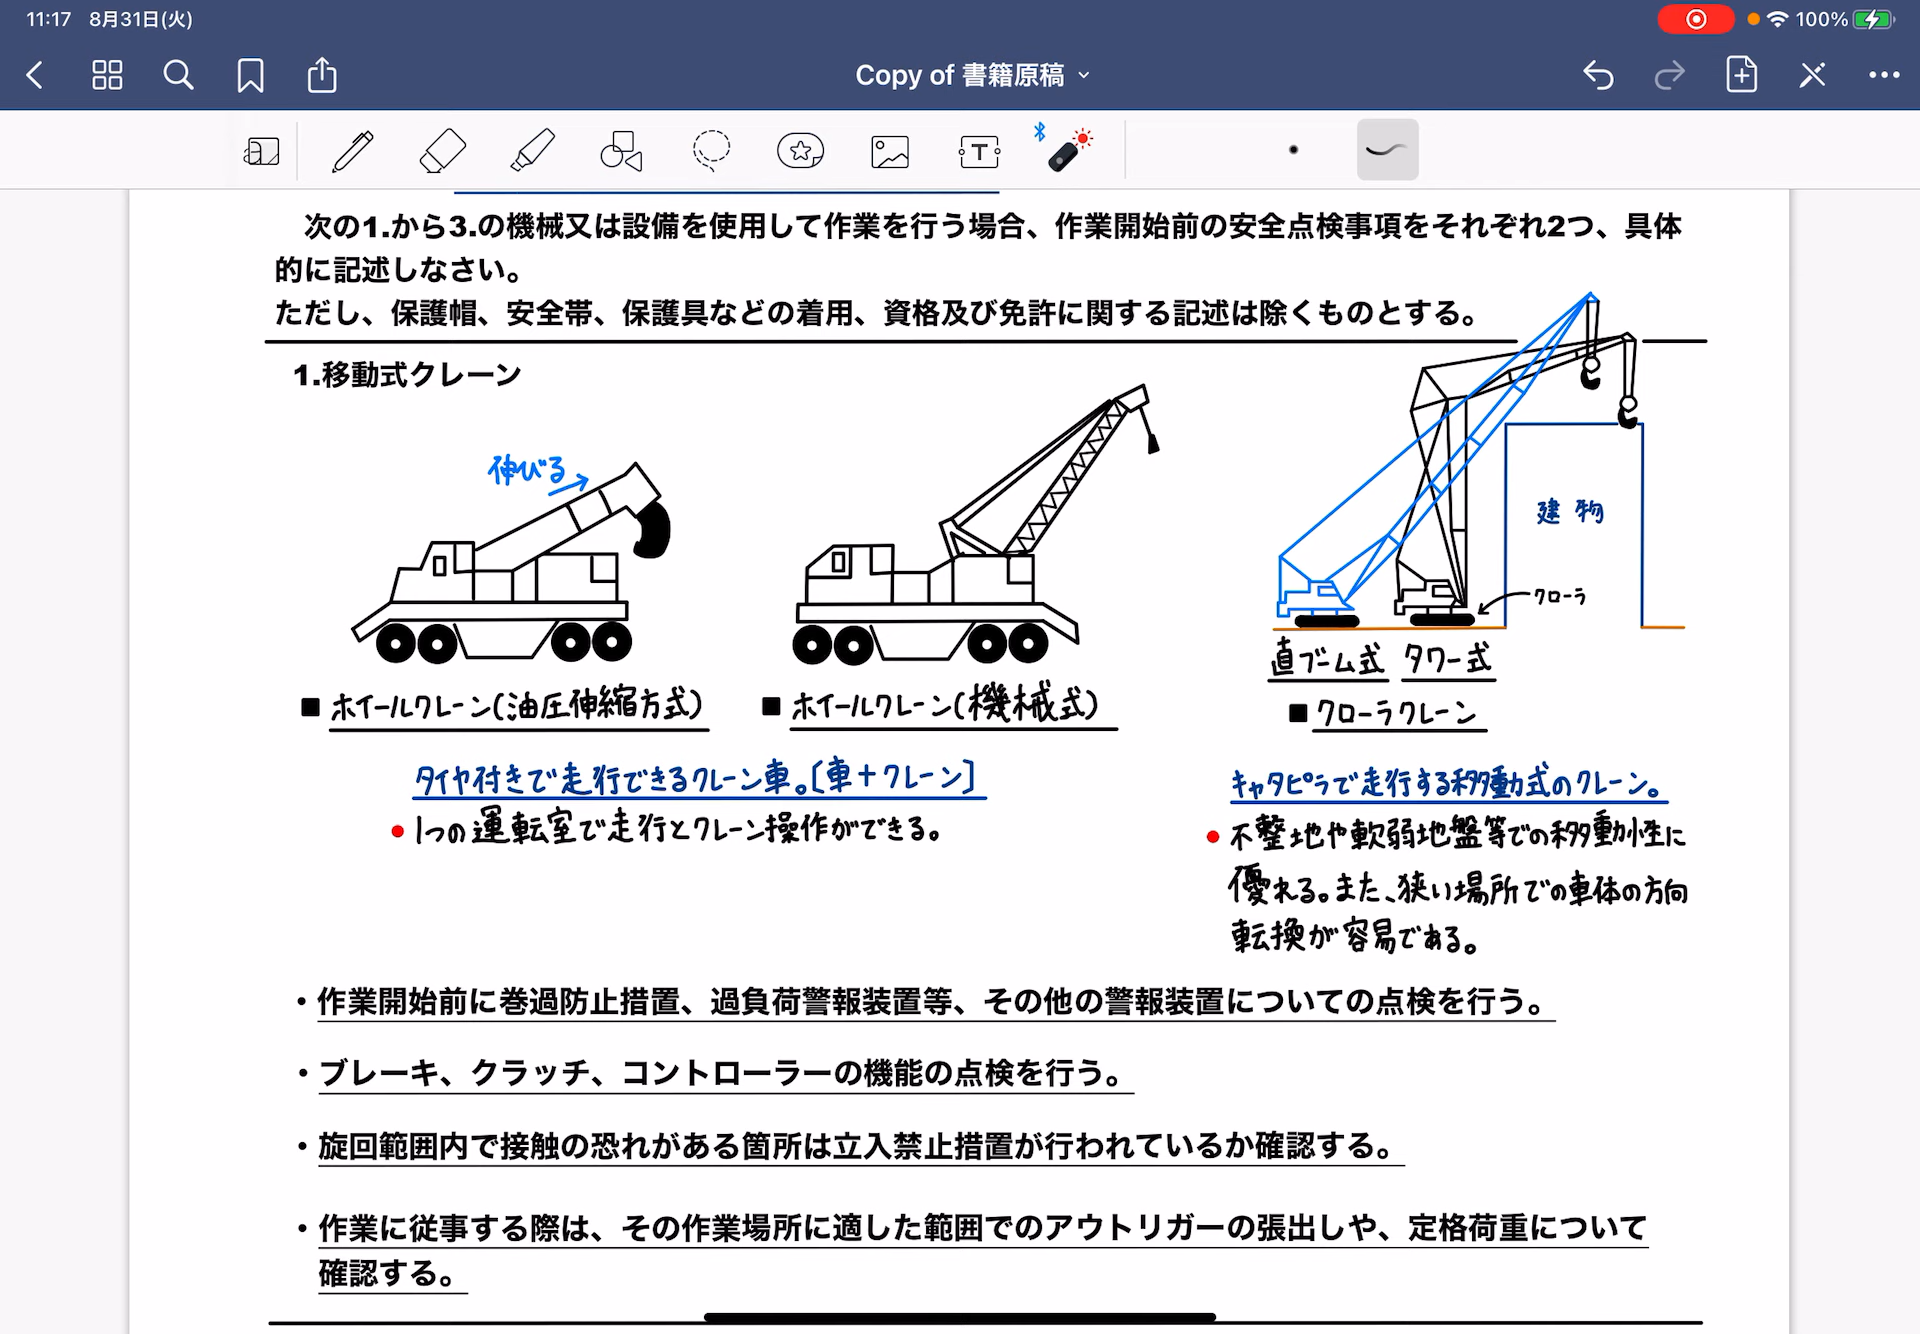 11:17 8月31日(火)
100%
Copy of 書籍原稿
次の1.から3.の機械又は設備を使用して作業を行う場合、作業開始前の安全点検事項をそれぞれ2つ、具体
的に記述しなさい。
ただし、保護帽、安全帯、保護具などの着用、資格及び免許に関する記述は除くものとする。
1.移動式クレーン
伸びる
建物
クローラ
直ブーム式 タワー式
■ ホイールクレーン(油圧伸縮方式)
■ ホイールクレーン(機械式)
■ クローラクレーン
タイヤ付きで走行できるクレーン車。[車+クレーン]
• 1つの運転室で走行とクレーン操作ができる。
キャタピラで走行する移動式のクレーン。
• 不整地や軟弱地盤等での移動性に
優れる。また、狭い場所での車体の方向
転換が容易である。
・作業開始前に巻過防止措置、過負荷警報装置等、その他の警報装置についての点検を行う。
・ブレーキ、クラッチ、コントローラーの機能の点検を行う。
・旋回範囲内で接触の恐れがある箇所は立入禁止措置が行われているか確認する。
・作業に従事する際は、その作業場所に適した範囲でのアウトリガーの張出しや、定格荷重について
確認する。